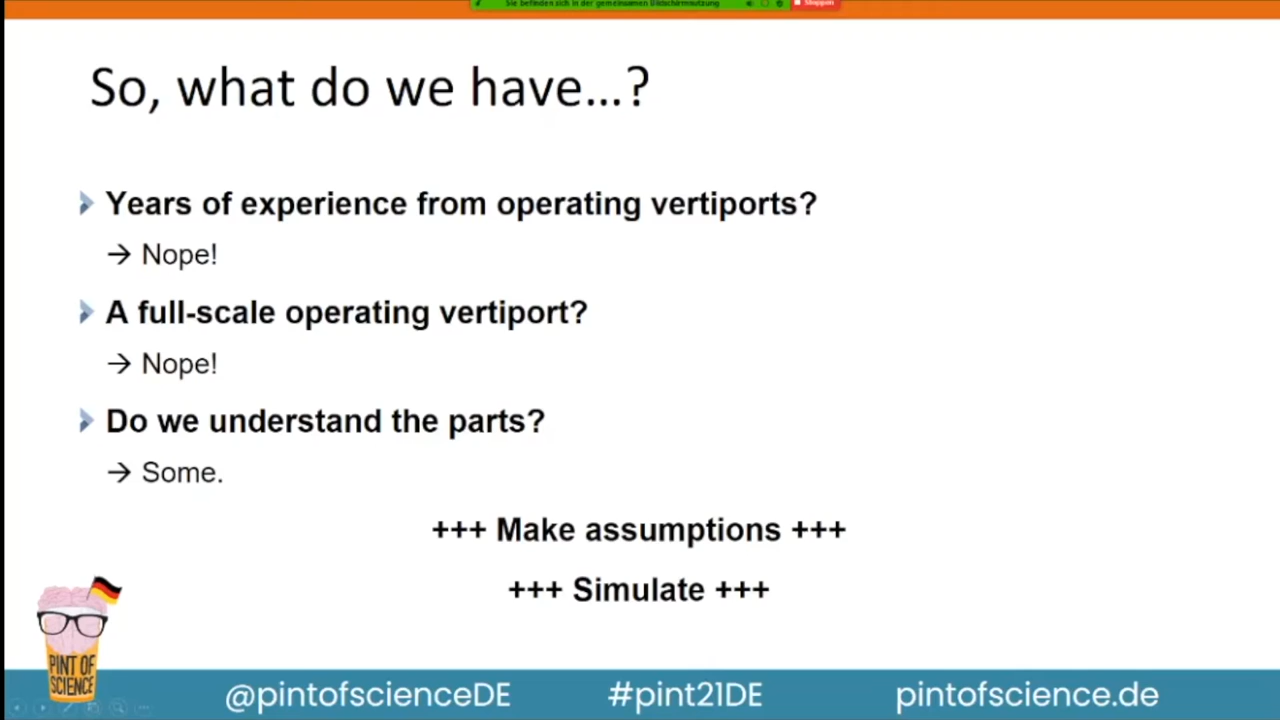 Sie befinden sich in der gemeinsamen Bildschirmnutzung
Stoppen
So, what do we have...?
Years of experience from operating vertiports?
→ Nope!
A full-scale operating vertiport?
→ Nope!
Do we understand the parts?
→ Some.
+++ Make assumptions +++
+++ Simulate +++
PINT OF
SCIENCE
@pintofscienceDE #pint21DE pintofscience.de